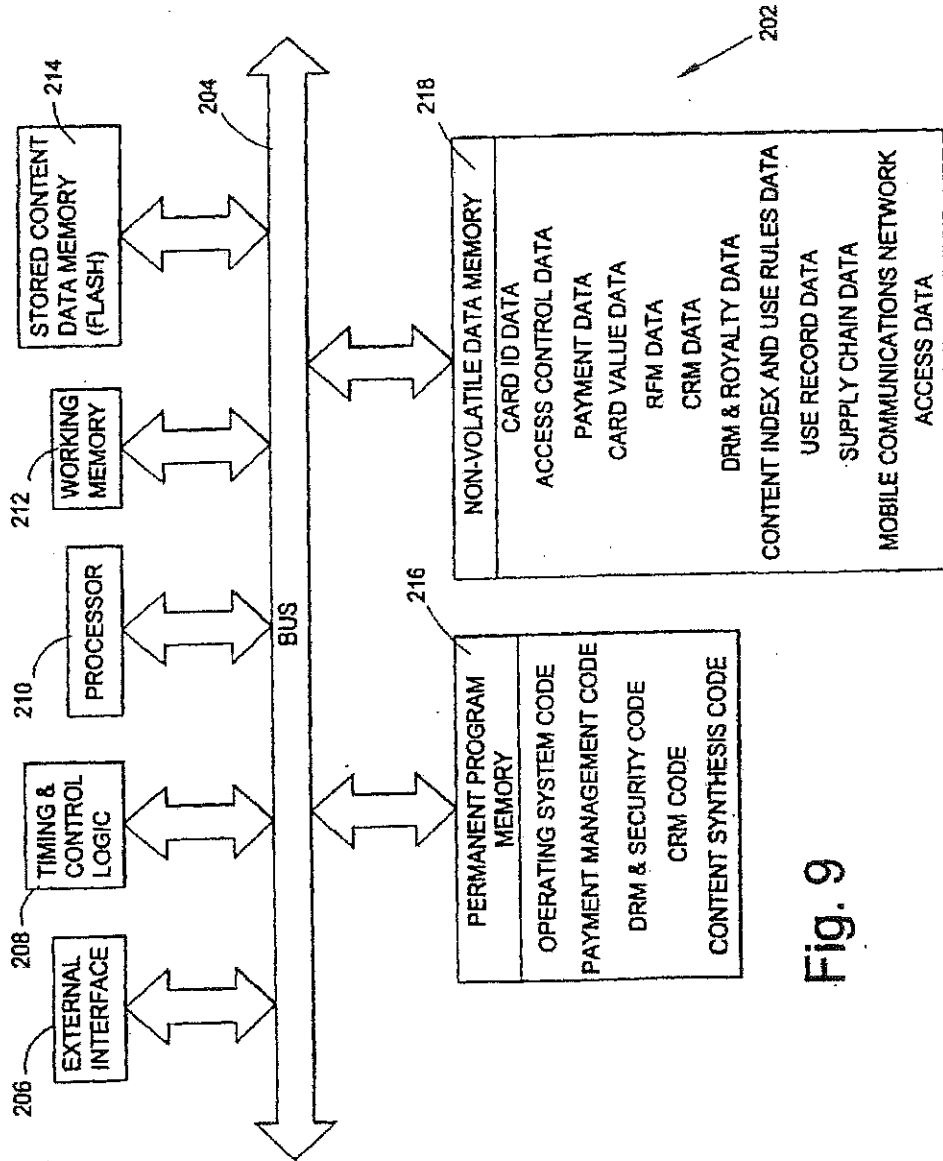 206
EXTERNAL
INTERFACE
208
TIMING &
CONTROL
LOGIC
210
PROCESSOR
212
WORKING
MEMORY
STORED CONTENT
DATA MEMORY
(FLASH)
214
BUS
204
216
PERMANENT PROGRAM
MEMORY
OPERATING SYSTEM CODE
PAYMENT MANAGEMENT CODE
DRM & SECURITY CODE
CRM CODE
CONTENT SYNTHESIS CODE
218
NON-VOLATILE DATA MEMORY
CARD ID DATA
ACCESS CONTROL DATA
PAYMENT DATA
CARD VALUE DATA
RFM DATA
CRM DATA
DRM & ROYALTY DATA
CONTENT INDEX AND USE RULES DATA
USE RECORD DATA
SUPPLY CHAIN DATA
MOBILE COMMUNICATIONS NETWORK
ACCESS DATA
202
Fig. 9